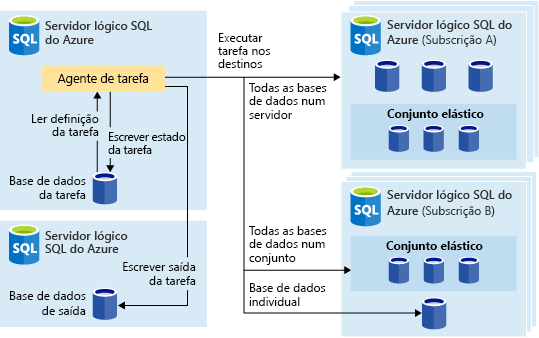 Servidor lógico SQL
do Azure
SQL
Agente de tarefa
Ler definição
da tarefa
Escrever estado
da tarefa
Base de dados
da tarefa
Servidor lógico
SQL do Azure
SQL
Escrever saída
da tarefa
Base de dados
de saída
Executar
tarefa nos
destinos
Todas as bases
de dados num
servidor
Todas as bases
de dados num
conjunto
Base de dados
individual
Servidor lógico SQL do
Azure (Subscrição A)
SQL
Conjunto elástico
Servidor lógico SQL do
Azure (Subscrição B)
SQL
Conjunto elástico